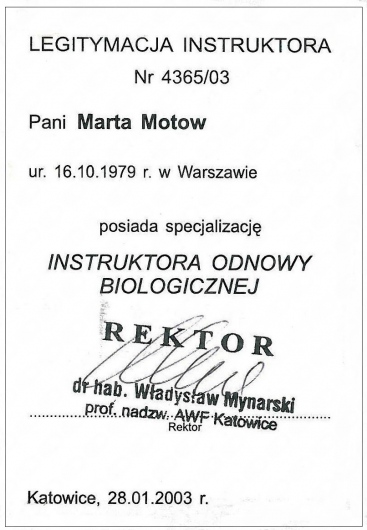 LEGITYMACJA INSTRUKTORA
Nr 4365/03
Pani Marta Motow
ur. 16.10.1979 r. w Warszawie
posiada specjalizację
INSTRUKTORA ODNOWY
BIOLOGICZNEJ
REKTOR
dr hab. Władysław Mynarski
prof. nadzw. AWF Katowice
Rektor
Katowice, 28.01.2003 r.